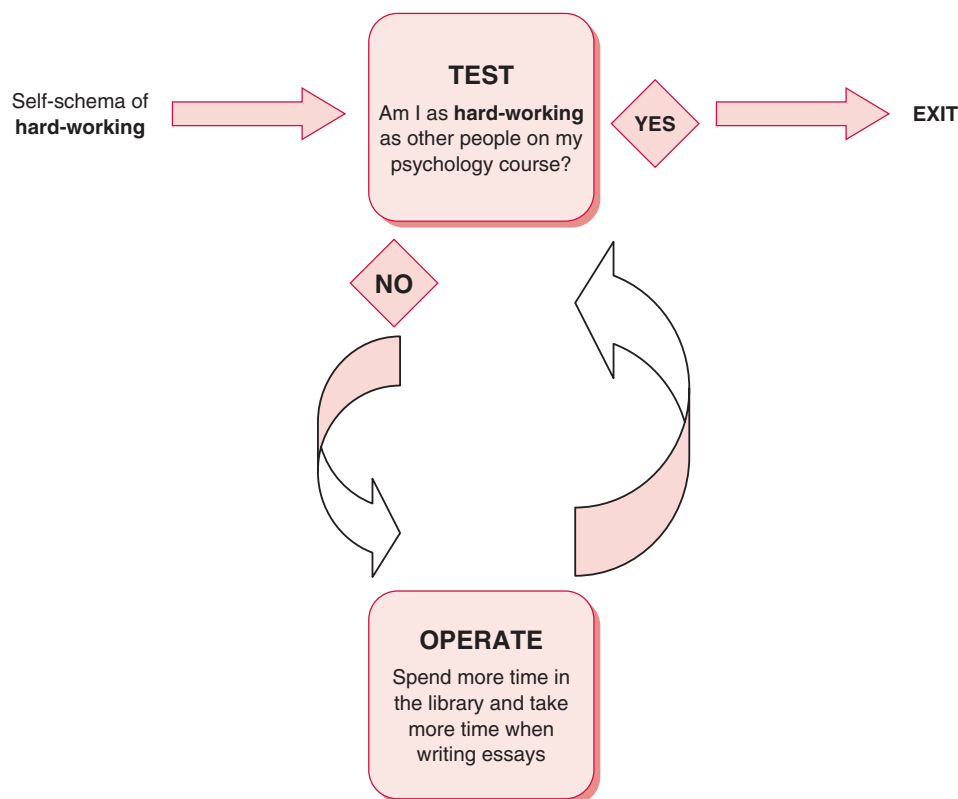 Self-schema of
hard-working
TEST
Am I as hard-working
as other people on my
psychology course?
YES
EXIT
NO
OPERATE
Spend more time in
the library and take
more time when
writing essays